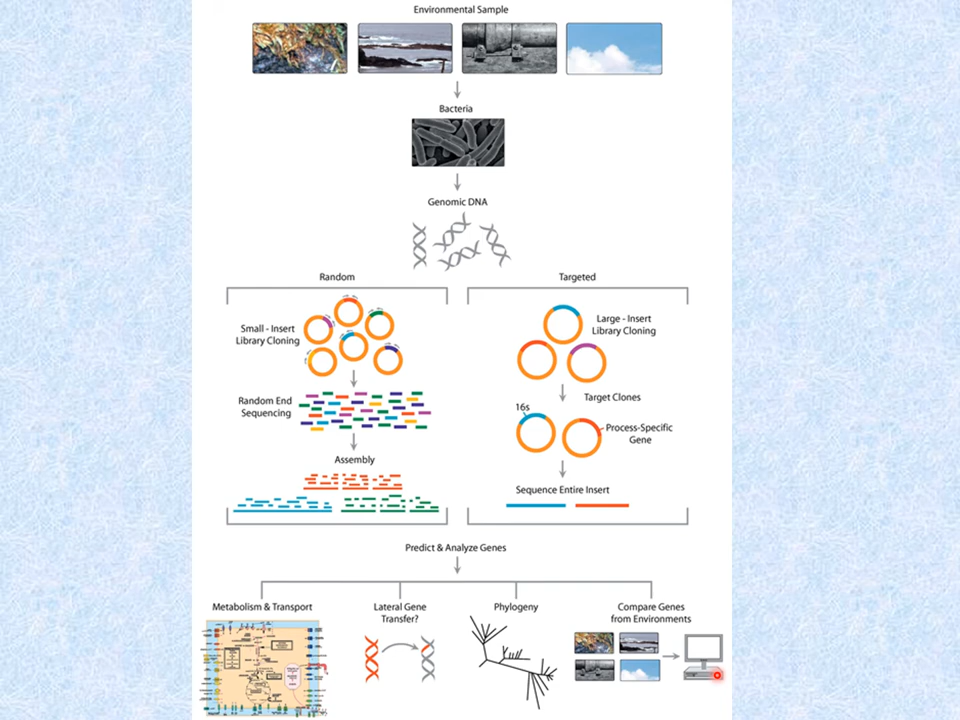 Environmental Sample
Bacteria
Genomic DNA
Random
Small - Insert
Library Cloning
Random End
Sequencing
Assembly
Targeted
Large - Insert
Library Cloning
Target Clones
16s
Process-Specific
Gene
Sequence Entire Insert
Predict & Analyze Genes
Metabolism & Transport
Lateral Gene
Transfer?
Phylogeny
Compare Genes
from Environments